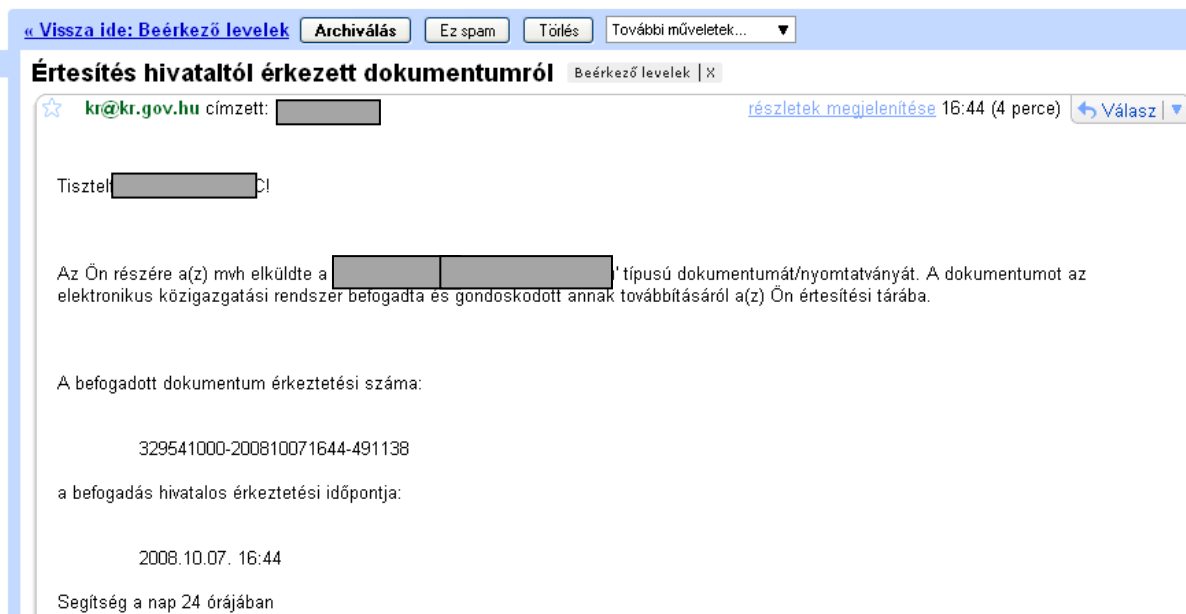 « Vissza ide: Beérkező levelek Archiválás Ez spam Törlés További műveletek...
Értesítés hivataltól érkezett dokumentumról Beérkező levelek | X
kr@kr.gov.hu címzett: részletek megjelenítése 16:44 (4 perce) Válasz
Tisztelt !
Az Ön részére a(z) mvh elküldte a ' típusú dokumentumát/nyomtatványát. A dokumentumot az
elektronikus közigazgatási rendszer befogadta és gondoskodott annak továbbításáról a(z) Ön értesítési tárába.
A befogadott dokumentum érkeztetési száma:
329541000-200810071644-491138
a befogadás hivatalos érkeztetési időpontja:
2008.10.07. 16:44
Segítség a nap 24 órájában